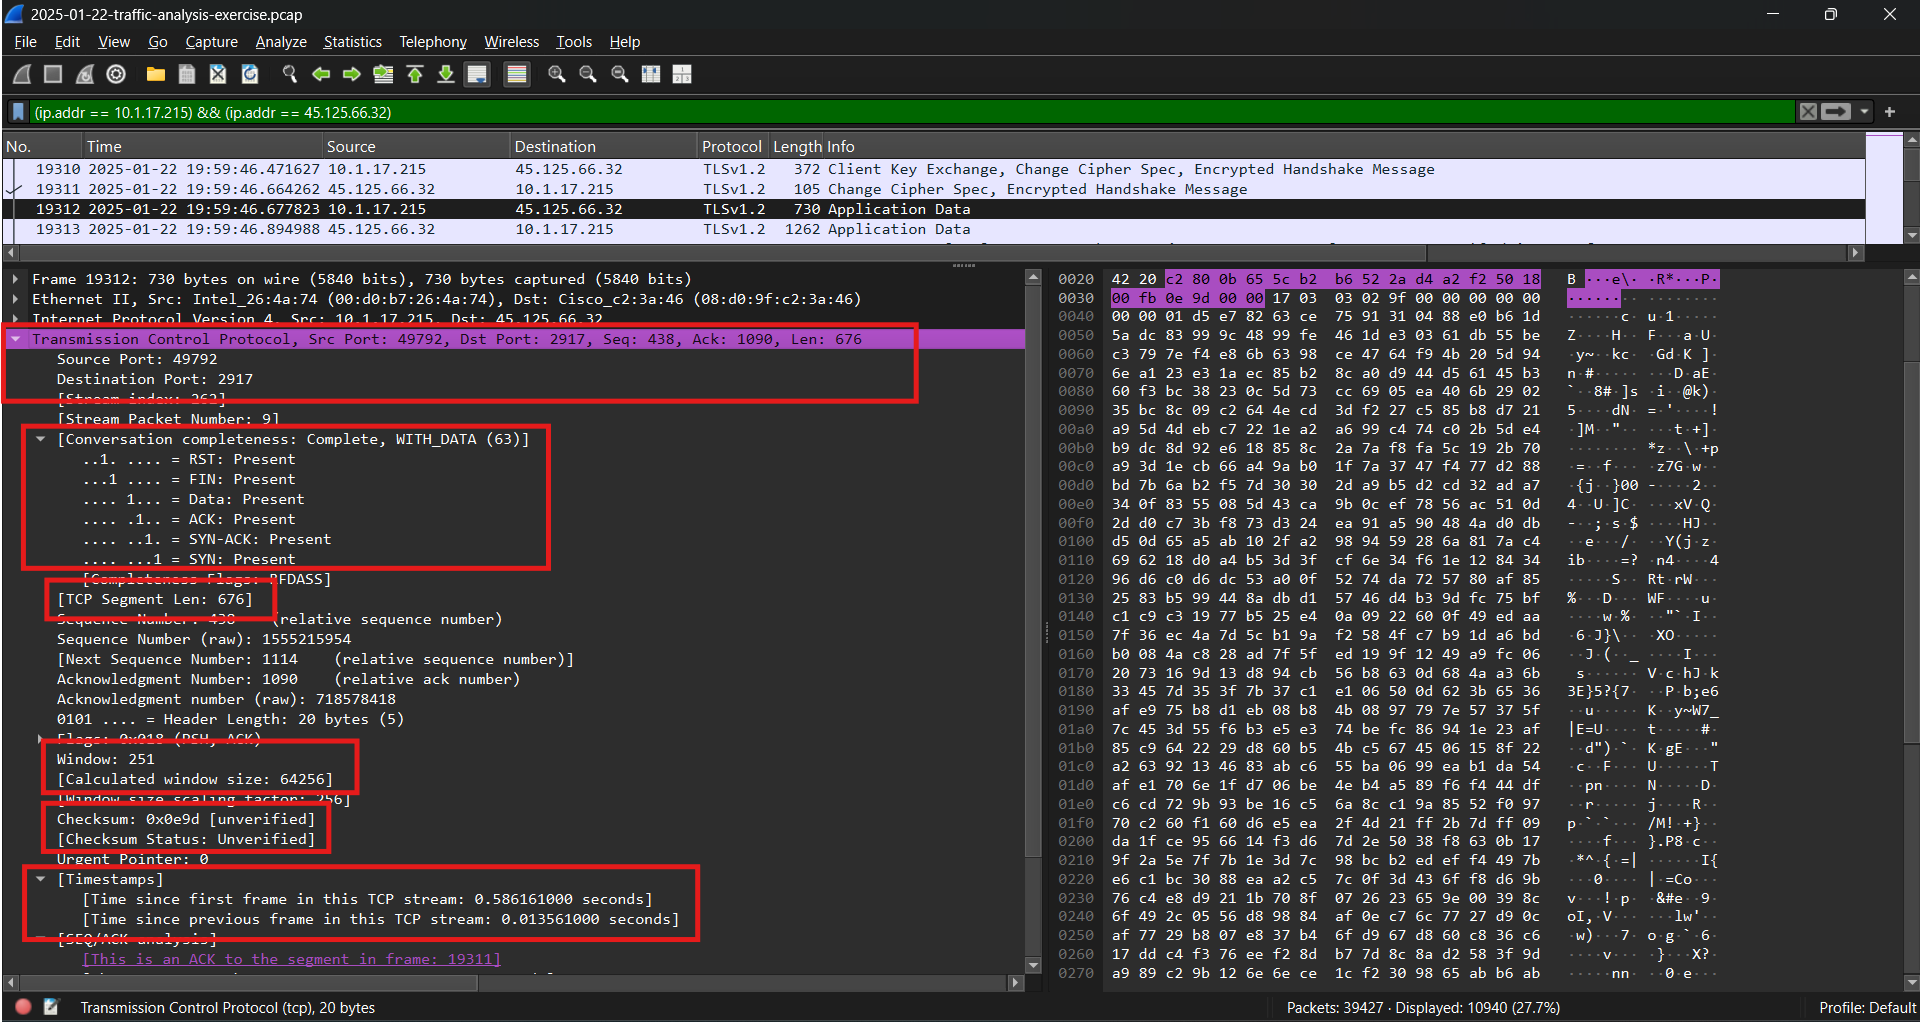 2025-01-22-traffic-analysis-exercise.pcap
File Edit View Go Capture Analyze Statistics Telephony Wireless Tools Help
(ip.addr == 10.1.17.215) && (ip.addr == 45.125.66.32)
No. Time Source Destination Protocol Length Info
19310 2025-01-22 19:59:46.471627 10.1.17.215 45.125.66.32 TLSv1.2 372 Client Key Exchange, Change Cipher Spec, Encrypted Handshake Message
19311 2025-01-22 19:59:46.664262 45.125.66.32 10.1.17.215 TLSv1.2 105 Change Cipher Spec, Encrypted Handshake Message
19312 2025-01-22 19:59:46.677823 10.1.17.215 45.125.66.32 TLSv1.2 730 Application Data
19313 2025-01-22 19:59:46.894988 45.125.66.32 10.1.17.215 TLSv1.2 1262 Application Data
Frame 19312: 730 bytes on wire (5840 bits), 730 bytes captured (5840 bits)
Ethernet II, Src: Intel_26:4a:74 (00:d0:b7:26:4a:74), Dst: Cisco_c2:3a:46 (08:d0:9f:c2:3a:46)
Internet Protocol Version 4, Src: 10.1.17.215, Dst: 45.125.66.32
Transmission Control Protocol, Src Port: 49792, Dst Port: 2917, Seq: 438, Ack: 1090, Len: 676
Source Port: 49792
Destination Port: 2917
[Stream index: 262]
[Stream Packet Number: 9]
[Conversation completeness: Complete, WITH_DATA (63)]
..1. .... = RST: Present
...1 .... = FIN: Present
.... 1... = Data: Present
.... .1.. = ACK: Present
.... ..1. = SYN-ACK: Present
.... ...1 = SYN: Present
[Completeness Flags: RFDASS]
[TCP Segment Len: 676]
Sequence Number: 438 (relative sequence number)
Sequence Number (raw): 1555215954
[Next Sequence Number: 1114 (relative sequence number)]
Acknowledgment Number: 1090 (relative ack number)
Acknowledgment number (raw): 718578418
0101 .... = Header Length: 20 bytes (5)
Flags: 0x018 (PSH, ACK)
Window: 251
[Calculated window size: 64256]
[Window size scaling factor: 256]
Checksum: 0x0e9d [unverified]
[Checksum Status: Unverified]
Urgent Pointer: 0
[Timestamps]
[Time since first frame in this TCP stream: 0.586161000 seconds]
[Time since previous frame in this TCP stream: 0.013561000 seconds]
[SEQ/ACK analysis]
[This is an ACK to the segment in frame: 19311]
0020 42 20 c2 80 0b 65 5c b2 b6 52 2a d4 a2 f2 50 18 B ···e\· ·R*···P·
0030 00 fb 0e 9d 00 00 17 03 03 02 9f 00 00 00 00 00
0040 00 00 01 d5 e7 82 63 ce 75 91 31 04 88 e0 b6 1d
0050 5a dc 83 99 9c 48 99 fe 46 1d e3 03 61 db 55 be
0060 c3 79 7e f4 e8 6b 63 98 ce 47 64 f9 4b 20 5d 94
0070 6e a1 23 e3 1a ec 85 b2 8c a0 d9 44 d5 61 45 b3
0080 60 f3 bc 38 23 0c 5d 73 cc 69 05 ea 40 6b 29 02
0090 35 bc 8c 09 c2 64 4e cd 3d f2 27 c5 85 b8 d7 21
00a0 a9 5d 4d eb c7 22 1e a2 a6 99 c4 74 c0 2b 5d e4
00b0 b9 dc 8d 92 e6 18 85 8c 2a 7a f8 fa 5c 19 2b 70
00c0 a9 3d 1e cb 66 a4 9a b0 1f 7a 37 47 f4 77 d2 88
00d0 bd 7b 6a b2 f5 7d 30 30 2d a9 b5 d2 cd 32 ad a7
00e0 34 0f 83 55 08 5d 43 ca 9b 0c ef 78 56 ac 51 0d
00f0 2d d0 c7 3b f8 73 d3 24 ea 91 a5 90 48 4a d0 db
0100 d5 0d 65 a5 ab 10 2f a2 98 94 59 28 6a 81 7a c4
0110 69 62 18 d0 a4 b5 3d 3f cf 6e 34 f6 1e 12 84 34
0120 96 d6 c0 d6 dc 53 a0 0f 52 74 da 72 57 80 af 85
0130 25 83 b5 99 44 8a db d1 57 46 d4 b3 9d fc 75 bf
0140 c1 c9 c3 19 77 b5 25 e4 0a 09 22 60 0f 49 ed aa
0150 7f 36 ec 4a 7d 5c b1 9a f2 58 4f c7 b9 1d a6 bd
0160 b0 08 4a c8 28 ad 7f 5f ed 19 9f 12 49 a9 fc 06
0170 20 73 16 9d 13 d8 94 cb 56 b8 63 0d 68 4a a3 6b
0180 33 45 7d 35 3f 7b 37 c1 e1 06 50 0d 62 3b 65 36
0190 af e9 75 b8 d1 eb 08 b8 4b 08 97 79 7e 57 37 5f
01a0 7c 45 3d 55 f6 b3 e5 e3 74 be fc 86 94 1e 23 af
01b0 85 c9 64 22 29 d8 60 b5 4b c5 67 45 06 15 8f 22
01c0 a2 63 92 13 46 83 ab c6 55 ba 06 99 ea b1 da 54
01d0 af e1 70 6e 1f d7 06 be 4e b4 a5 89 f6 f4 44 df
01e0 c6 cd 72 9b 93 be 16 c5 6a 8c c1 9a 85 52 f0 97
01f0 70 c2 60 f1 60 d6 e5 ea 2f 4d 21 ff 2b 7d ff 09
0200 da 1f ce 95 66 14 f3 d6 7d 2e 50 38 f8 63 0b 17
0210 9f 2a 5e 7f 7b 1e 3d 7c 98 bc b2 ed ef f4 49 7b
0220 e6 c1 bc 30 88 ea a2 c5 7c 0f 3d 43 6f f8 d6 9b
0230 76 c4 e8 d9 21 1b 70 8f 07 26 23 65 9e 00 39 8c
0240 6f 49 2c 05 56 d8 98 84 af 0e c7 6c 77 27 d9 0c
0250 af 77 29 b8 07 e8 37 b4 6f d9 67 d8 60 c8 36 c6
0260 17 dd c4 f3 76 ee f2 8d b7 7d 8c 8a d2 58 3f 9d
0270 a9 89 c2 9b 12 6e 6e ce 1c f2 30 98 65 ab b6 ab
Transmission Control Protocol (tcp), 20 bytes
Packets: 39427 · Displayed: 10940 (27.7%)
Profile: Default